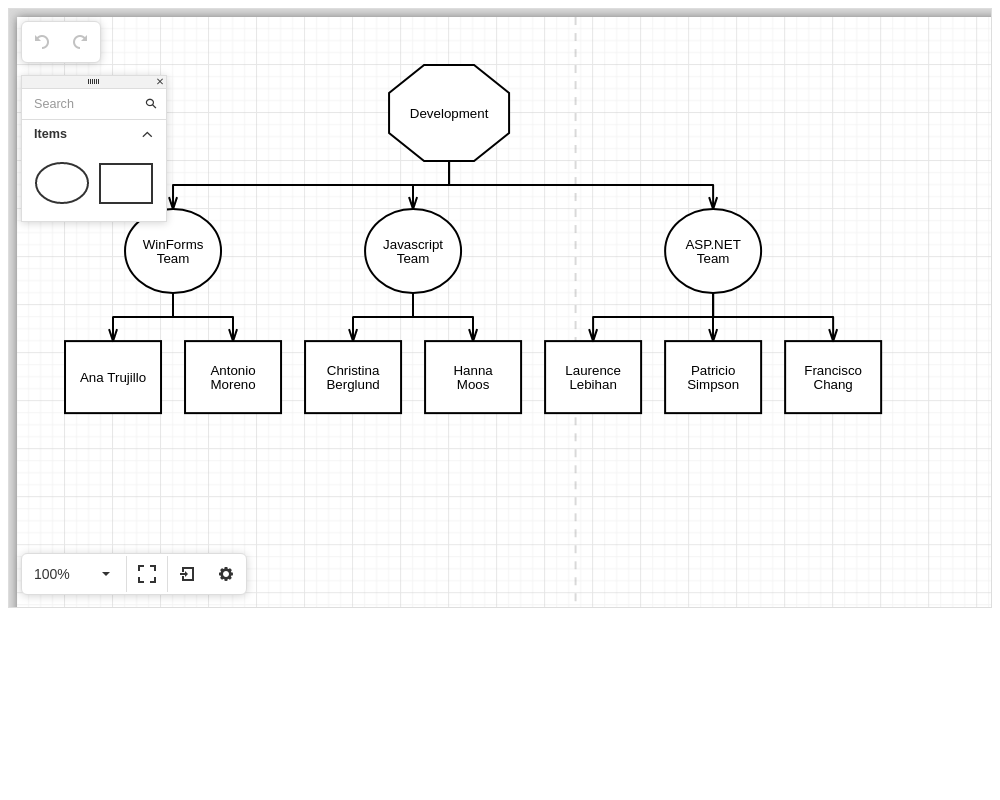 Development
Search
Items
WinForms
Team
Javascript
Team
ASP.NET
Team
Ana Trujillo
Antonio
Moreno
Christina
Berglund
Hanna
Moos
Laurence
Lebihan
Patricio
Simpson
Francisco
Chang
100%